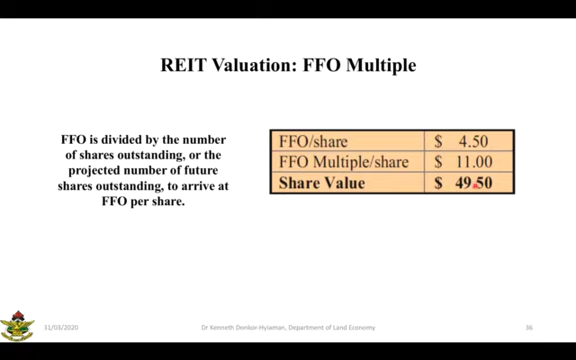 REIT Valuation: FFO Multiple
FFO is divided by the number
of shares outstanding, or the
projected number of future
shares outstanding, to arrive at
FFO per share.
FFO/share $ 4.50
FFO Multiple/share $ 11.00
Share Value $ 49.50
31/03/2020 Dr Kenneth Donkor-Hyiaman, Department of Land Economy 36